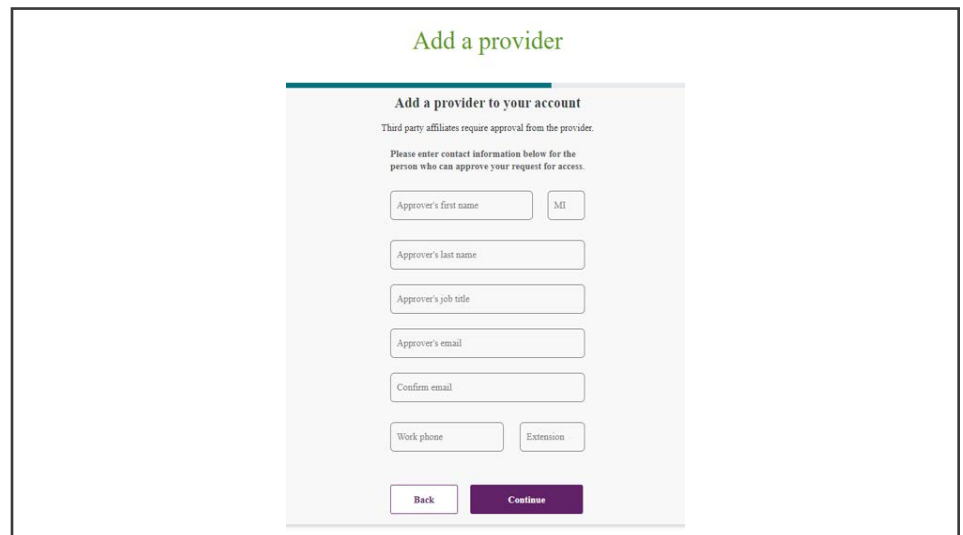 Add a provider
Add a provider to your account
Third party affiliates require approval from the provider.
Please enter contact information below for the
person who can approve your request for access.
Approver's first name
MI
Approver's last name
Approver's job title
Approver's email
Confirm email
Work phone
Extension
Back
Continue